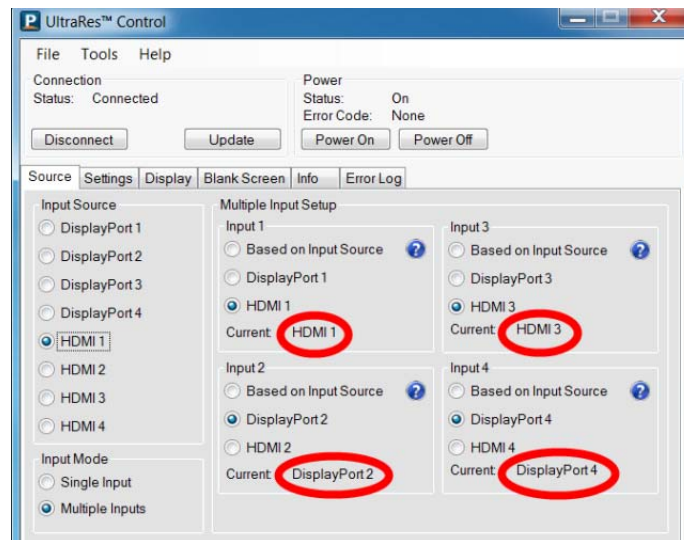 P UltraRes™ Control
File Tools Help
Connection
Status: Connected
Disconnect Update
Power
Status: On
Error Code: None
Power On Power Off
Source Settings Display Blank Screen Info Error Log
Input Source
DisplayPort 1
DisplayPort 2
DisplayPort 3
DisplayPort 4
HDMI 1
HDMI 2
HDMI 3
HDMI 4
Input Mode
Single Input
Multiple Inputs
Multiple Input Setup
Input 1
Based on Input Source ?
DisplayPort 1
HDMI 1
Current: HDMI 1
Input 2
Based on Input Source ?
DisplayPort 2
HDMI 2
Current: DisplayPort 2
Input 3
Based on Input Source ?
DisplayPort 3
HDMI 3
Current: HDMI 3
Input 4
Based on Input Source ?
DisplayPort 4
HDMI 4
Current: DisplayPort 4